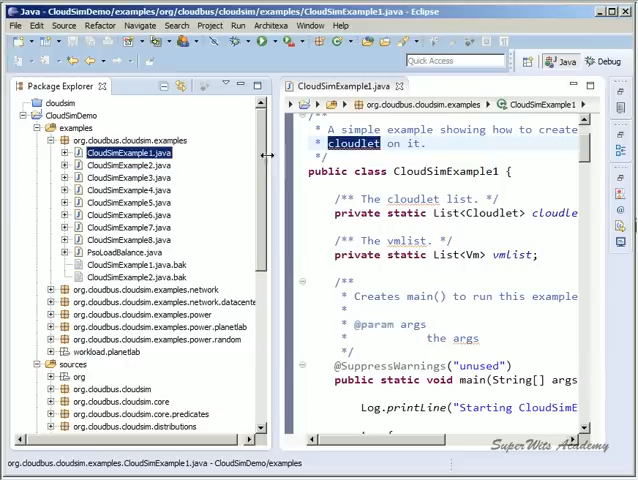 Java - CloudSimDemo/examples/org/cloudbus/cloudsim/examples/CloudSimExample1.java - Eclipse
File Edit Source Refactor Navigate Search Project Run Architexa Window Help
Quick Access
Java
Debug
Package Explorer
cloudsim
CloudSimDemo
examples
org.cloudbus.cloudsim.examples
CloudSimExample1.java
CloudSimExample2.java
CloudSimExample3.java
CloudSimExample4.java
CloudSimExample5.java
CloudSimExample6.java
CloudSimExample7.java
CloudSimExample8.java
PsoLoadBalance.java
CloudSimExample1.java.bak
CloudSimExample2.java.bak
org.cloudbus.cloudsim.examples.network
org.cloudbus.cloudsim.examples.network.datacente
org.cloudbus.cloudsim.examples.power
org.cloudbus.cloudsim.examples.power.planetlab
org.cloudbus.cloudsim.examples.power.random
workload.planetlab
sources
org
org.cloudbus.cloudsim
org.cloudbus.cloudsim.core
org.cloudbus.cloudsim.core.predicates
org.cloudbus.cloudsim.distributions
CloudSimExample1.java
org.cloudbus.cloudsim.examples
CloudSimExample1
/**
* A simple example showing how to create
* cloudlet on it.
*/
public class CloudSimExample1 {
/** The cloudlet list. */
private static List<Cloudlet> cloudle
/** The vmlist. */
private static List<Vm> vmlist;
/**
* Creates main() to run this example
*
* @param args
* the args
*/
@SuppressWarnings("unused")
public static void main(String[] args
Log.printLine("Starting CloudSimE
SuperWits Academy
org.cloudbus.cloudsim.examples.CloudSimExample1.java - CloudSimDemo/examples